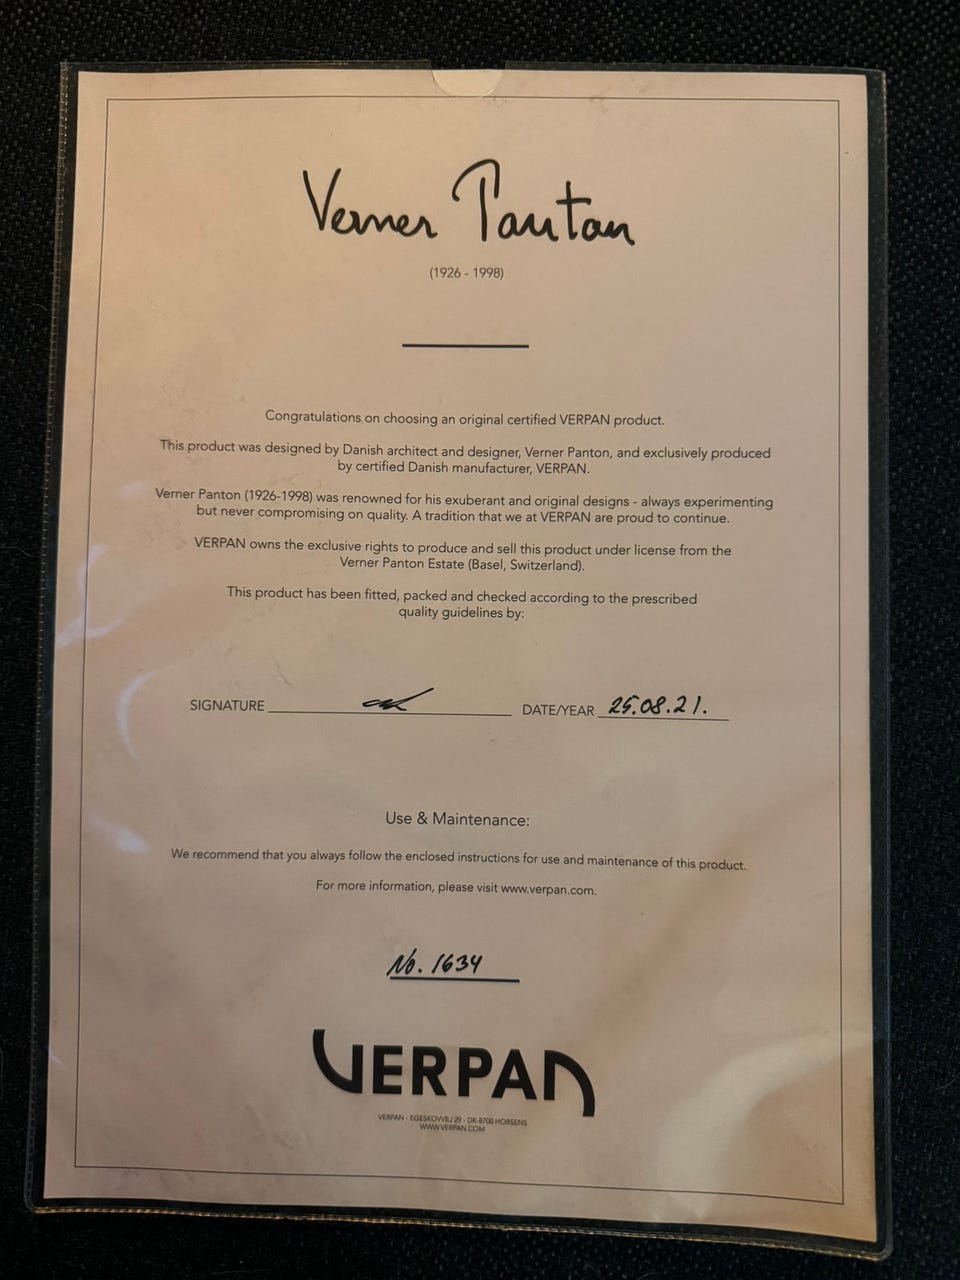 Verner Panton
(1926 - 1998)
Congratulations on choosing an original certified VERPAN product.
This product was designed by Danish architect and designer, Verner Panton, and exclusively produced
by certified Danish manufacturer, VERPAN.
Verner Panton (1926-1998) was renowned for his exuberant and original designs - always experimenting
but never compromising on quality. A tradition that we at VERPAN are proud to continue.
VERPAN owns the exclusive rights to produce and sell this product under license from the
Verner Panton Estate (Basel, Switzerland).
This product has been fitted, packed and checked according to the prescribed
quality guidelines by:
SIGNATURE DATE/YEAR 25.08.21.
Use & Maintenance:
We recommend that you always follow the enclosed instructions for use and maintenance of this product.
For more information, please visit www.verpan.com.
No. 1634
VERPAN
VERPAN - EGESKOVVEJ 29 - DK-8700 HORSENS
WWW.VERPAN.COM